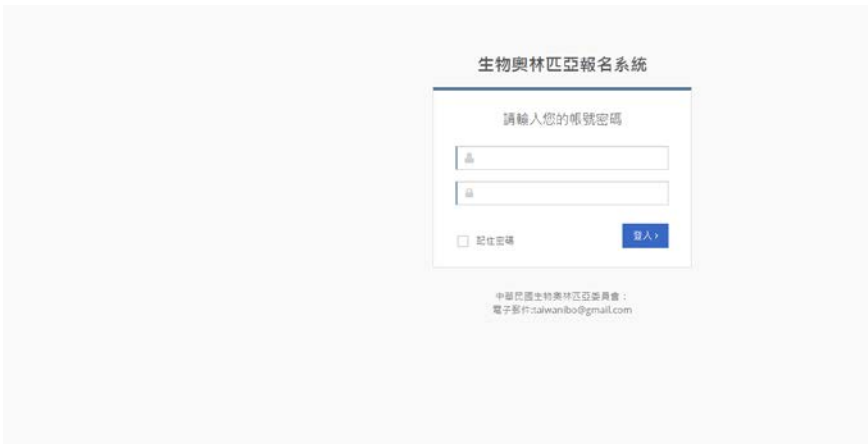 生物奧林匹亞報名系統
請輸入您的帳號密碼
記住密碼
登入 ›
中華民國生物奧林匹亞委員會：
電子郵件:taiwanibo@gmail.com